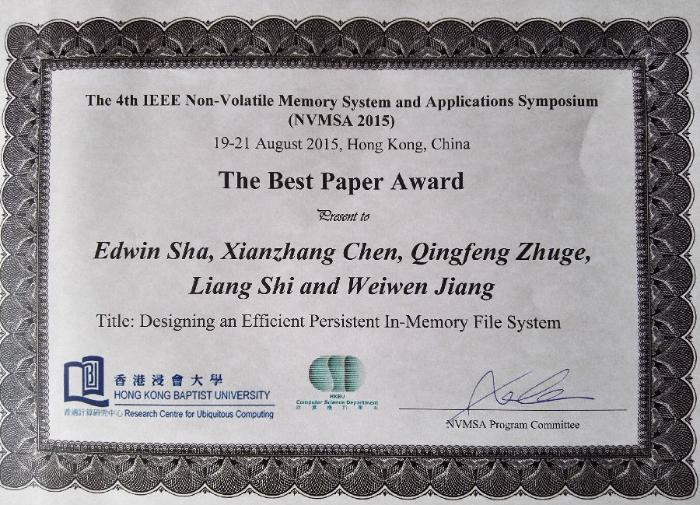 The 4th IEEE Non-Volatile Memory System and Applications Symposium
(NVMSA 2015)
19-21 August 2015, Hong Kong, China
The Best Paper Award
Present to
Edwin Sha, Xianzhang Chen, Qingfeng Zhuge,
Liang Shi and Weiwen Jiang
Title: Designing an Efficient Persistent In-Memory File System
香港浸會大學
HONG KONG BAPTIST UNIVERSITY
普適計算研究中心 Research Centre for Ubiquitous Computing
HKBU
Computer Science Department
NVMSA Program Committee